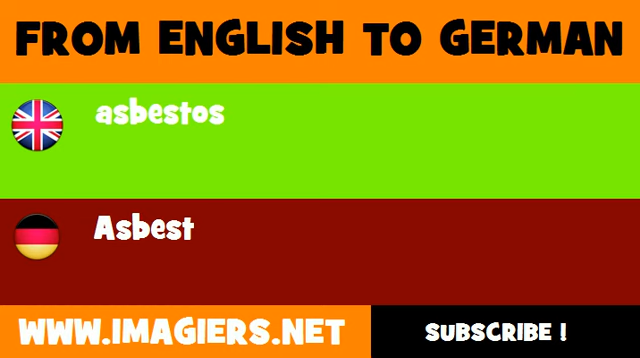 FROM ENGLISH TO GERMAN
asbestos
Asbest
WWW.IMAGIERS.NET
SUBSCRIBE !